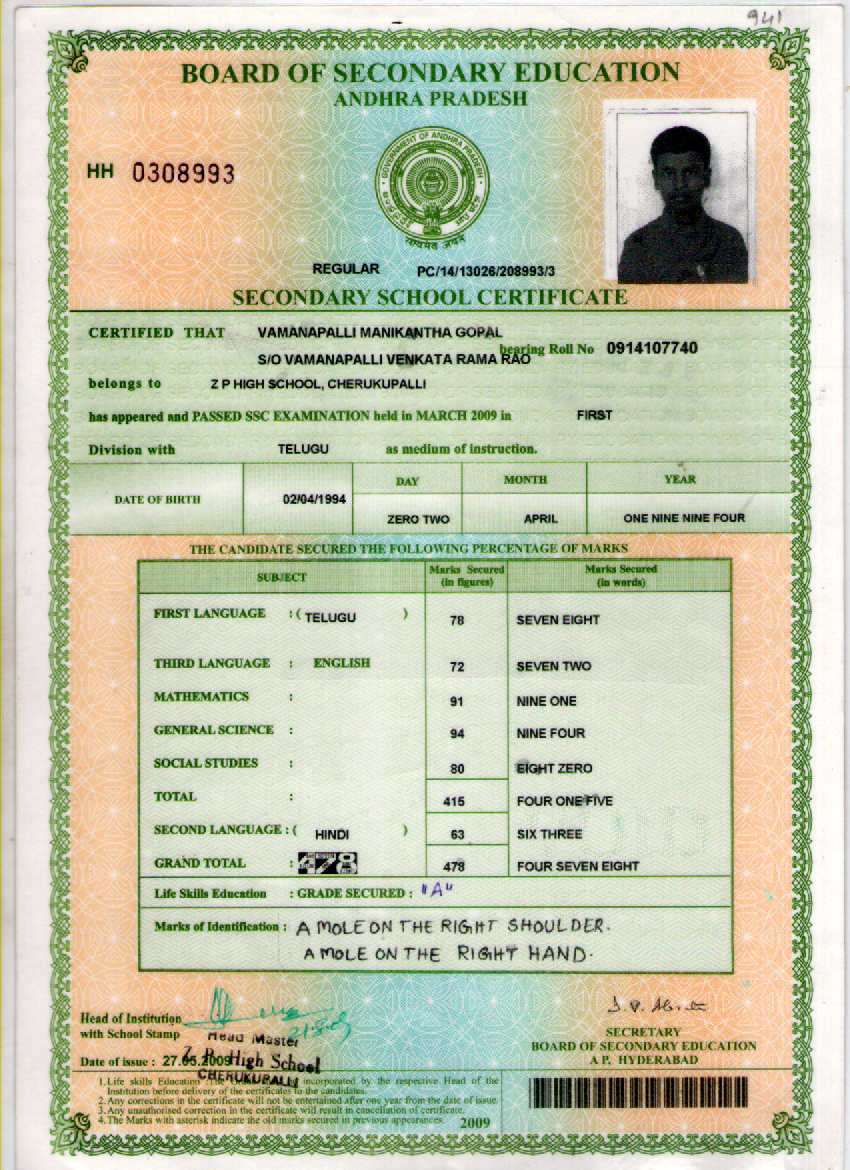 941
BOARD OF SECONDARY EDUCATION
ANDHRA PRADESH
GOVERNMENT OF ANDHRA PRADESH
HH 0308993
सत्यमेव जयते
REGULAR PC/14/13026/208993/3
SECONDARY SCHOOL CERTIFICATE
CERTIFIED THAT VAMANAPALLI MANIKANTHA GOPAL
S/O VAMANAPALLI VENKATA RAMA RAO bearing Roll No 0914107740
belongs to Z P HIGH SCHOOL, CHERUKUPALLI
has appeared and PASSED SSC EXAMINATION held in MARCH 2009 in FIRST
Division with TELUGU as medium of instruction.
DATE OF BIRTH 02/04/1994 DAY MONTH YEAR
ZERO TWO APRIL ONE NINE NINE FOUR
THE CANDIDATE SECURED THE FOLLOWING PERCENTAGE OF MARKS
SUBJECT Marks Secured (in figures) Marks Secured (in words)
FIRST LANGUAGE : ( TELUGU ) 78 SEVEN EIGHT
THIRD LANGUAGE : ENGLISH 72 SEVEN TWO
MATHEMATICS : 91 NINE ONE
GENERAL SCIENCE : 94 NINE FOUR
SOCIAL STUDIES : 80 EIGHT ZERO
TOTAL : 415 FOUR ONE FIVE
SECOND LANGUAGE : ( HINDI ) 63 SIX THREE
GRAND TOTAL : 478 478 FOUR SEVEN EIGHT
Life Skills Education : GRADE SECURED : "A"
Marks of Identification : A MOLE ON THE RIGHT SHOULDER.
A MOLE ON THE RIGHT HAND.
Head of Institution
with School Stamp 21.8.09
Head Master
Z. P. High School
CHERUKUPALLI
Date of issue : 27.05.2009
SECRETARY
BOARD OF SECONDARY EDUCATION
A P, HYDERABAD
1.Life skills Education incorporated by the respective Head of the
Institution before delivery of the certificates to the candidates.
2.Any corrections in the certificate will not be entertained after one year from the date of issue.
3.Any unauthorised correction in the certificate will result in cancellation of certificate.
4.The Marks with asterisk indicate the old marks secured in previous appearances. 2009